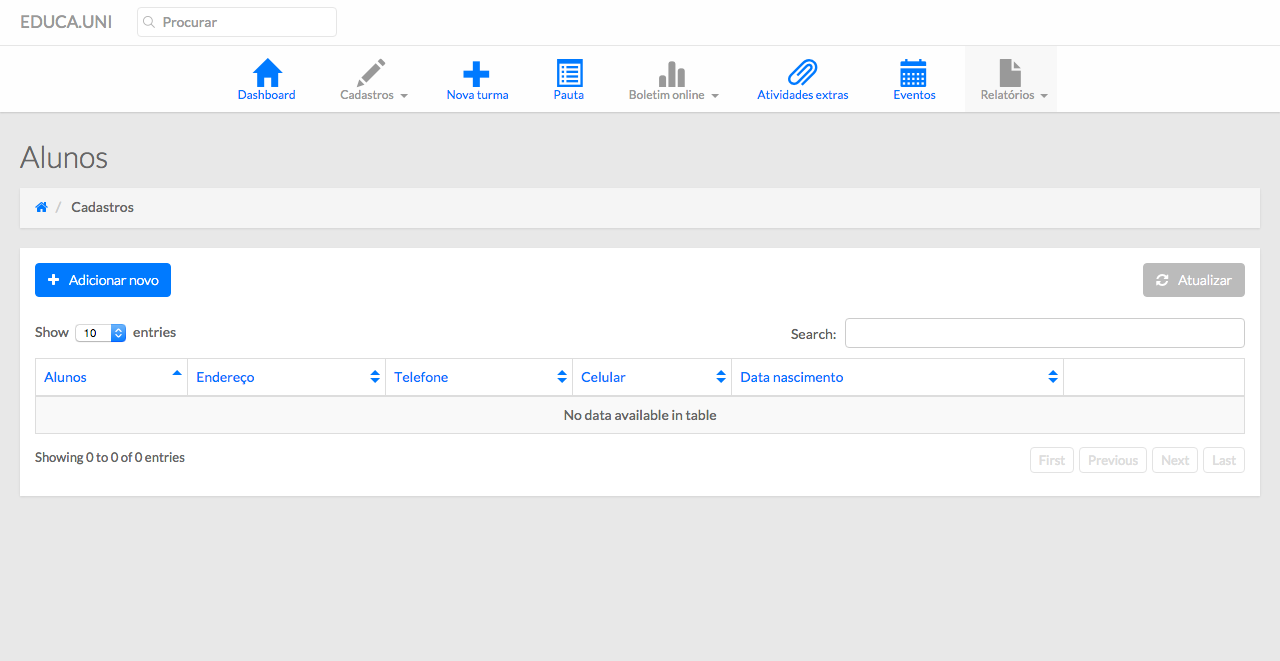 EDUCA.UNI Procurar
Dashboard Cadastros Nova turma Pauta Boletim online Atividades extras Eventos Relatórios
Alunos
/ Cadastros
Adicionar novo Atualizar
Show 10 entries Search:
Alunos Endereço Telefone Celular Data nascimento
No data available in table
Showing 0 to 0 of 0 entries First Previous Next Last